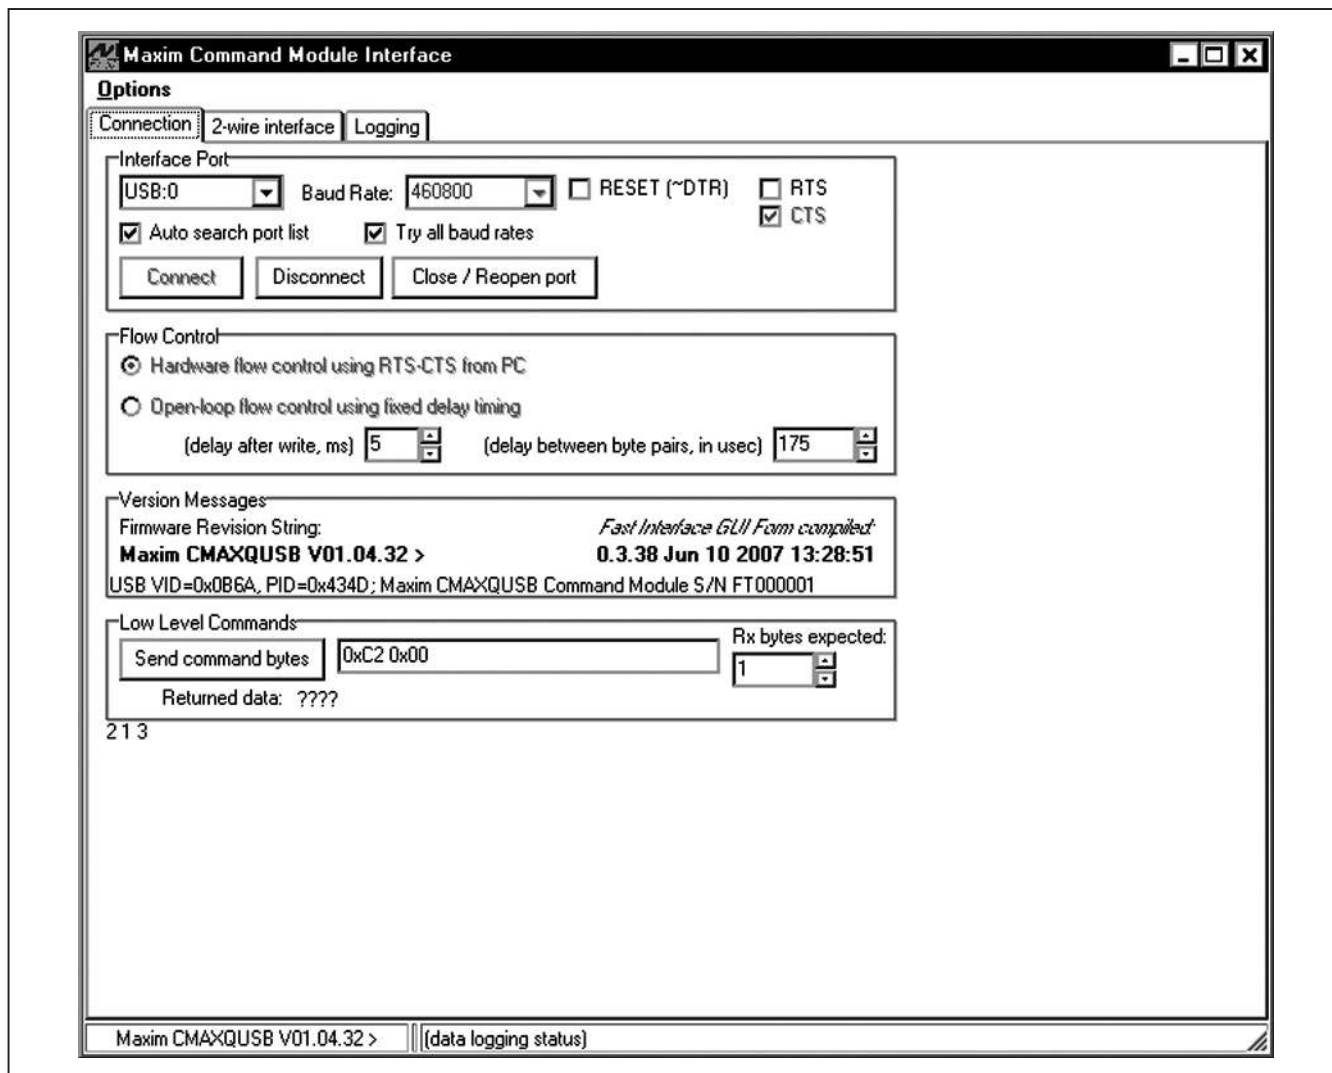 Maxim Command Module Interface
Options
Connection 2-wire interface Logging
Interface Port
USB:0 Baud Rate: 460800 RESET (~DTR) RTS
CTS
Auto search port list Try all baud rates
Connect Disconnect Close / Reopen port
Flow Control
Hardware flow control using RTS-CTS from PC
Open-loop flow control using fixed delay timing
(delay after write, ms) 5 (delay between byte pairs, in usec) 175
Version Messages
Firmware Revision String: Fast Interface GUI Form compiled:
Maxim CMAXQUSB V01.04.32 > 0.3.38 Jun 10 2007 13:28:51
USB VID=0x0B6A, PID=0x434D; Maxim CMAXQUSB Command Module S/N FT000001
Low Level Commands
Rx bytes expected:
Send command bytes 0xC2 0x00 1
Returned data: ????
2 1 3
Maxim CMAXQUSB V01.04.32 > (data logging status)